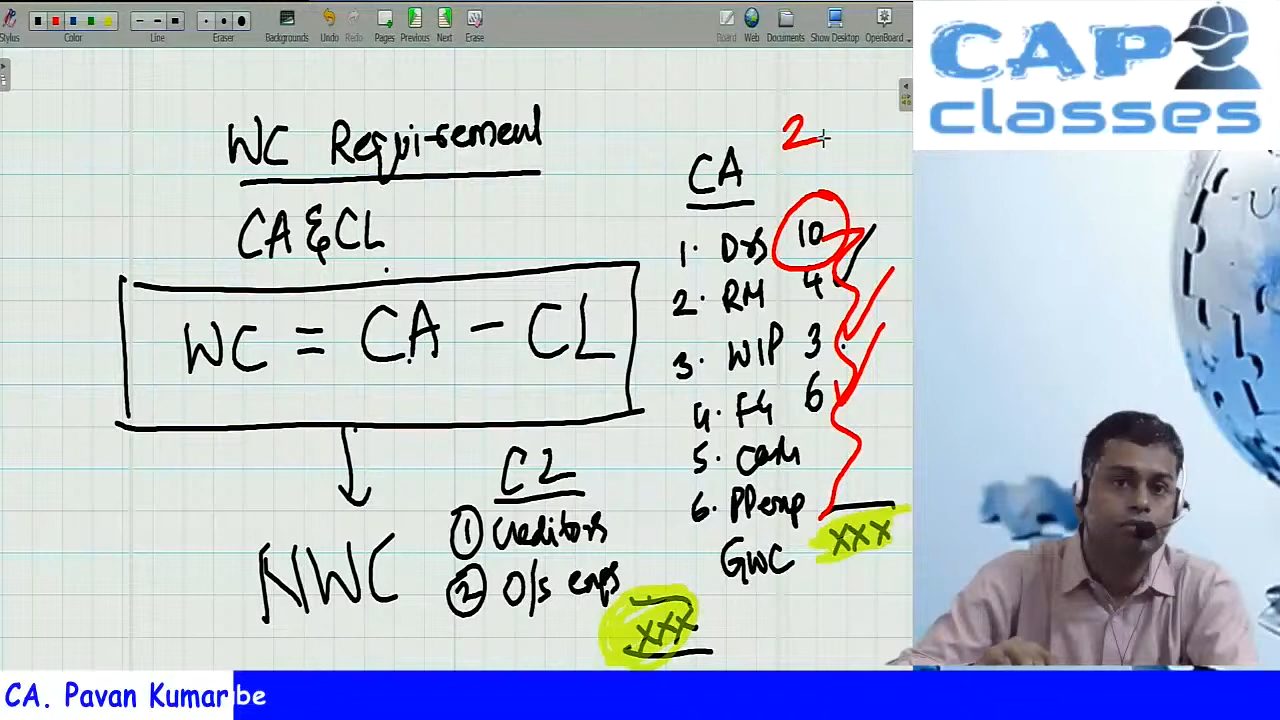 Stylus
Color
Line
Eraser
Backgrounds
Undo
Redo
Pages
Previous
Next
Erase
Board
Web
Documents
Show Desktop
OpenBoard
CAP
classes
WC Requirement
CA & CL
WC = CA - CL
NWC
CL
① Creditors
② O/s exps
XXX
2
CA
1. Drs 10
2. RM 4
3. WIP 3
4. FG 6
5. Cash
6. PPexp
GWC XXX
CA. Pavan Kumar be